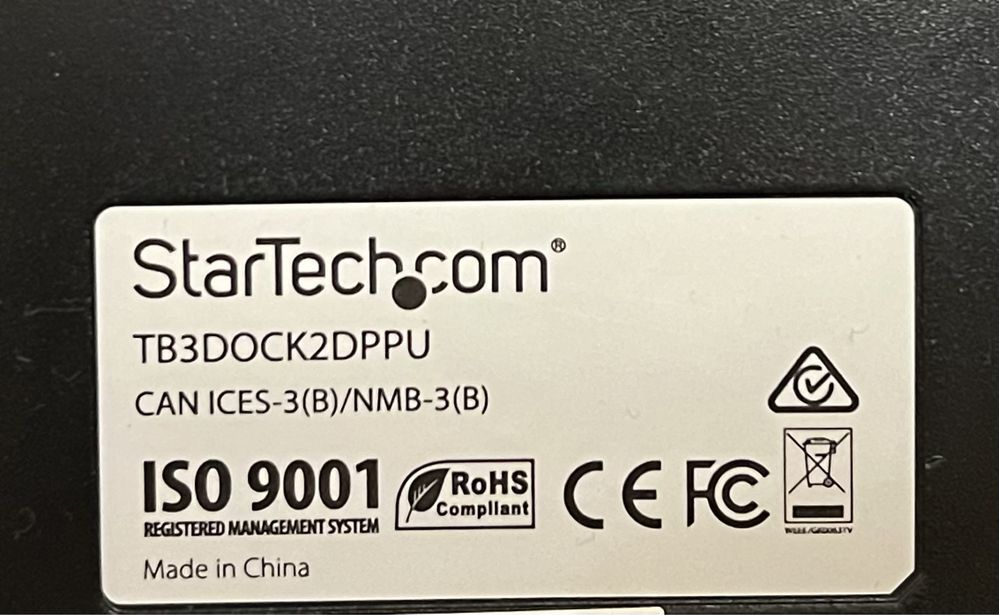 StarTech.com®
TB3DOCK2DPPU
CAN ICES-3(B)/NMB-3(B)
ISO 9001
REGISTERED MANAGEMENT SYSTEM
RoHS
Compliant
CE FC
Made in China